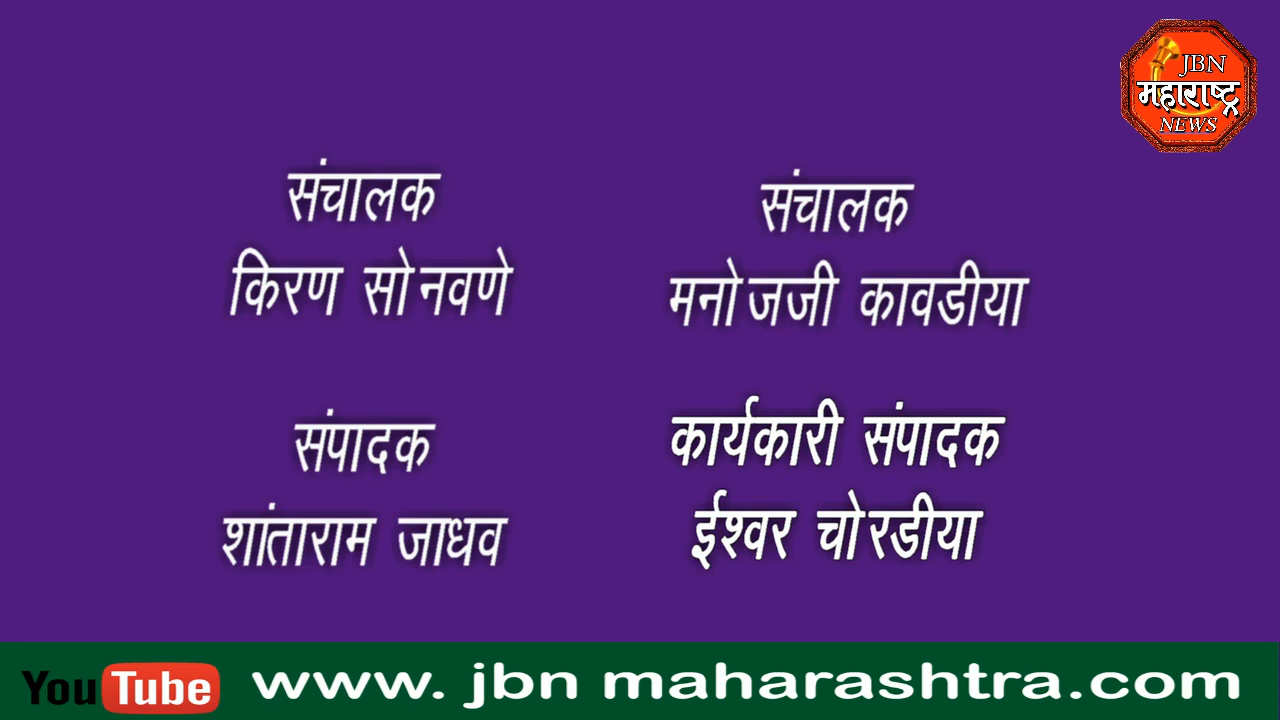 JBN
महाराष्ट्र
NEWS
संचालक
किरण सोनवणे
संचालक
मनोजजी कावडीया
संपादक
शांताराम जाधव
कार्यकारी संपादक
ईश्वर चोरडीया
YouTube
www. jbn maharashtra.com